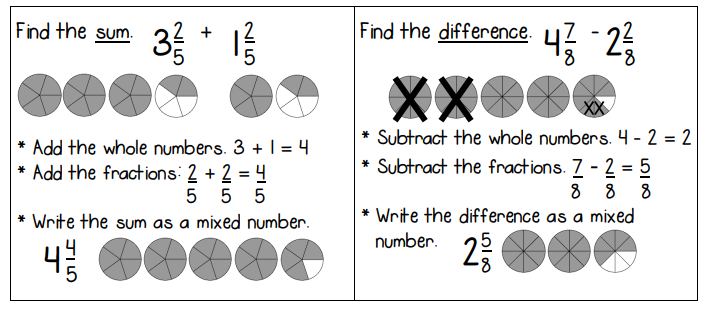 Find the sum. 3 2/5 + 1 2/5
* Add the whole numbers. 3 + 1 = 4
* Add the fractions: 2/5 + 2/5 = 4/5
* Write the sum as a mixed number.
4 4/5
Find the difference. 4 7/8 - 2 2/8
XX
XX
* Subtract the whole numbers. 4 - 2 = 2
* Subtract the fractions. 7/8 - 2/8 = 5/8
* Write the difference as a mixed
number. 2 5/8